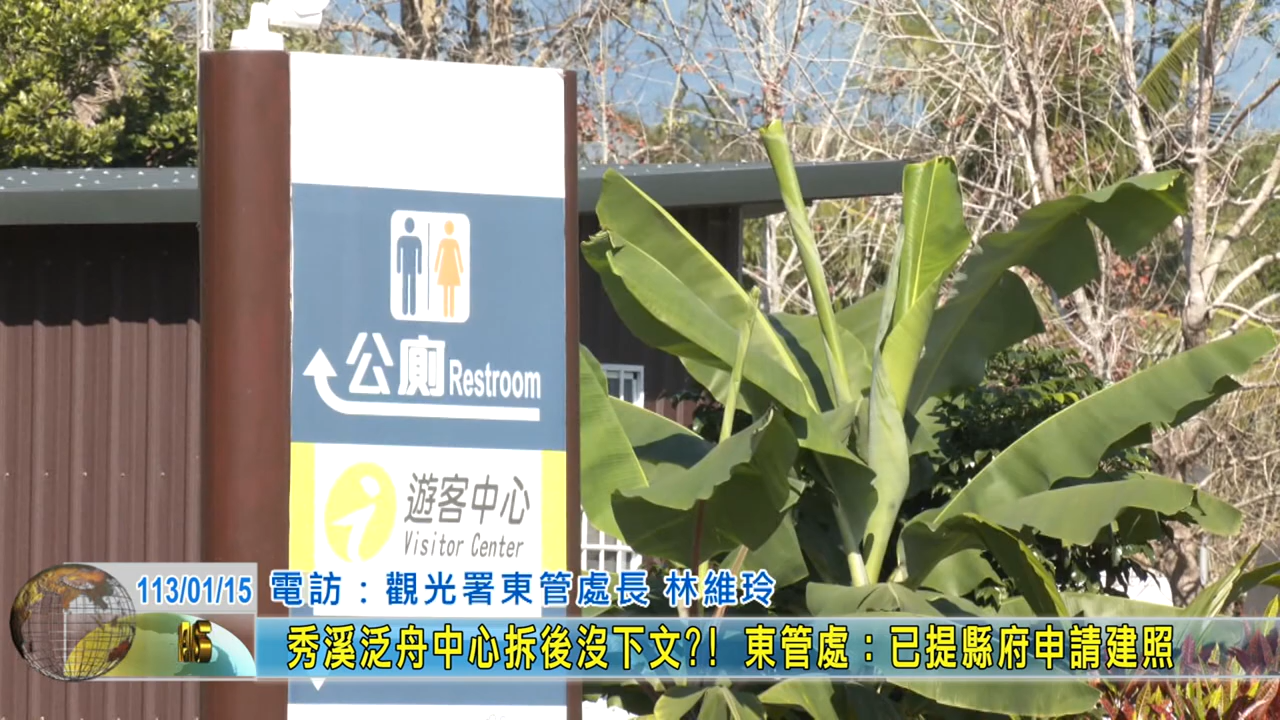 公廁 Restroom
遊客中心
Visitor Center
113/01/15 電訪：觀光署東管處長 林維玲
秀溪泛舟中心拆後沒下文?! 東管處：已提縣府申請建照